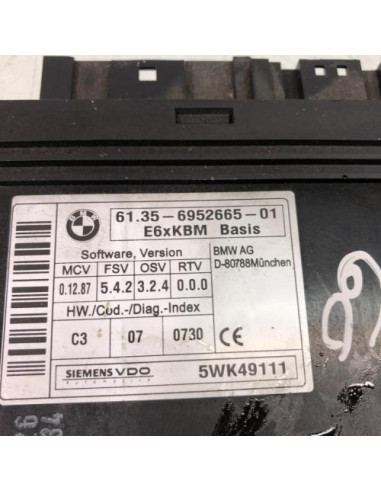 BMW
61.35-6952665-01
E6xKBM Basis
Software, Version
BMW AG
D-80788München
MCV FSV OSV RTV
0.12.87 5.4.2 3.2.4 0.0.0
HW./Cod.-/Diag.-Index
C3 07 0730 CE
SIEMENS VDO
Automotive
5WK49111